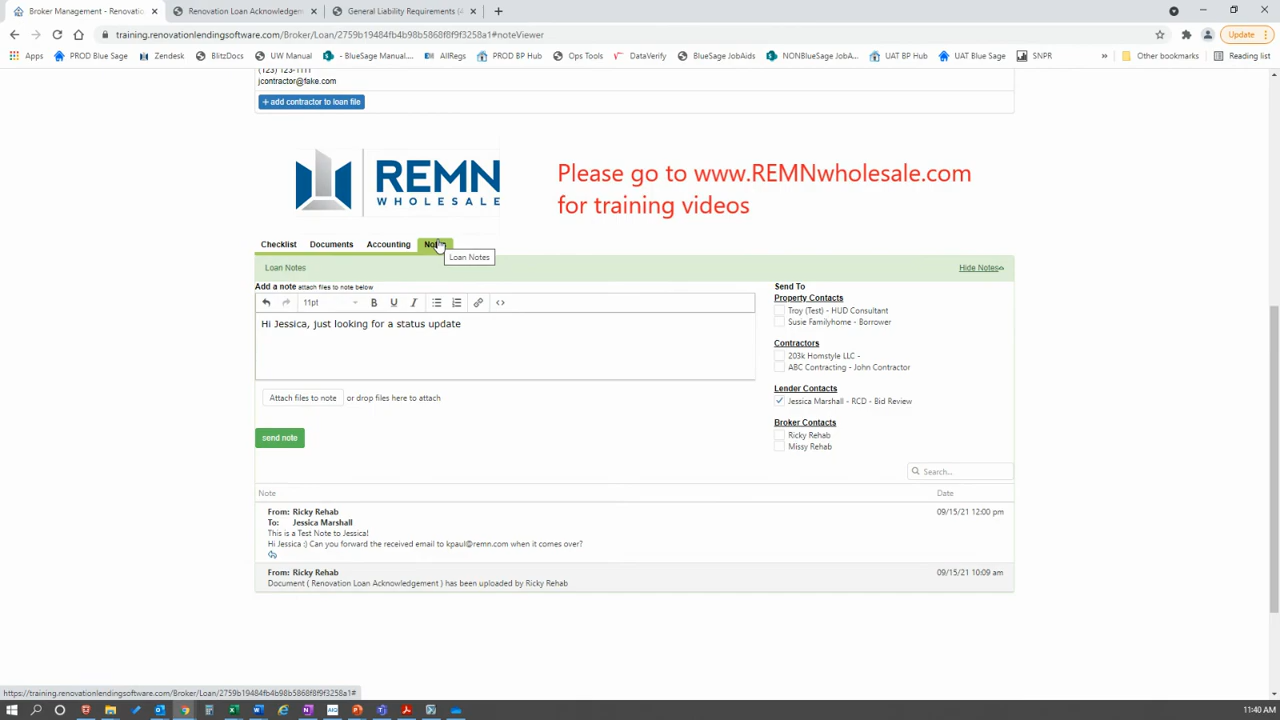 Broker Management - Renovatio
Renovation Loan Acknowledgeme
General Liability Requirements (4
training.renovationlendingsoftware.com/Broker/Loan/2759b19484fb4b98b5868f8f9f3258a1#noteViewer
Update
Apps
PROD Blue Sage
Zendesk
BlitzDocs
UW Manual
- BlueSage Manual....
AllRegs
PROD BP Hub
Ops Tools
DataVerify
BlueSage JobAids
NONBlueSage JobA...
UAT BP Hub
UAT Blue Sage
SNPR
»
Other bookmarks
Reading list
(123) 123-1111
jcontractor@fake.com
+ add contractor to loan file
REMN
WHOLESALE
Please go to www.REMNwholesale.com
for training videos
Checklist
Documents
Accounting
Loan Notes
Loan Notes
Hide Notes
Add a note attach files to note below
11pt
B
U
I
Hi Jessica, just looking for a status update
Attach files to note
or drop files here to attach
send note
Send To
Property Contacts
Troy (Test) - HUD Consultant
Susie Familyhome - Borrower
Contractors
203k Homstyle LLC -
ABC Contracting - John Contractor
Lender Contacts
Jessica Marshall - RCD - Bid Review
Broker Contacts
Ricky Rehab
Missy Rehab
Search...
Note
Date
From: Ricky Rehab
09/15/21 12:00 pm
To: Jessica Marshall
This is a Test Note to Jessica!
Hi Jessica :) Can you forward the received email to kpaul@remn.com when it comes over?
From: Ricky Rehab
09/15/21 10:09 am
Document ( Renovation Loan Acknowledgement ) has been uploaded by Ricky Rehab
https://training.renovationlendingsoftware.com/Broker/Loan/2759b19484fb4b98b5868f8f9f3258a1#
11:40 AM